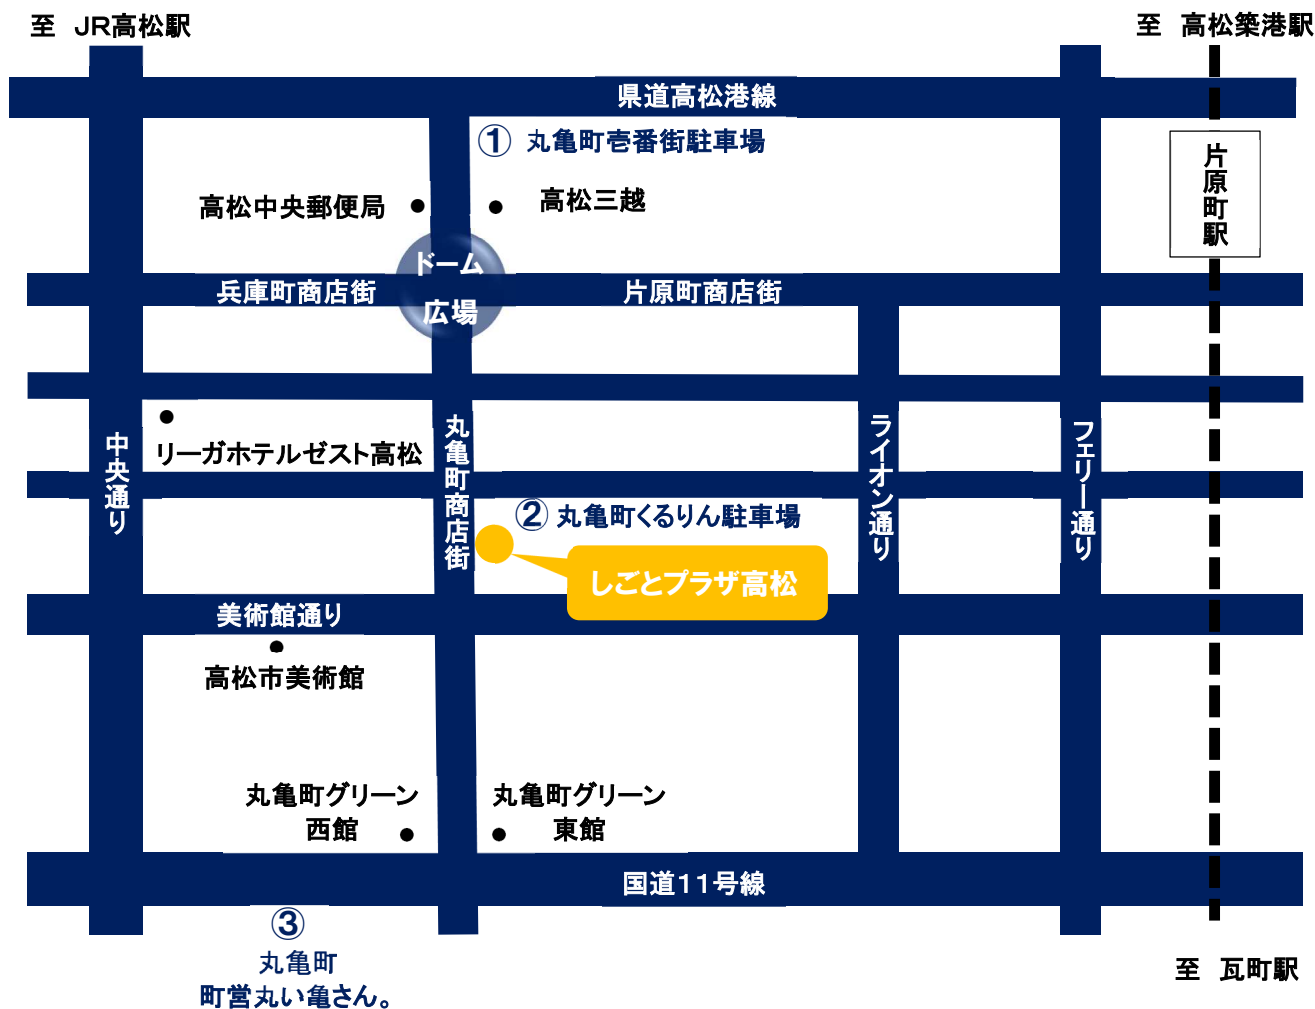 至 JR高松駅
至 高松築港駅
県道高松港線
① 丸亀町壱番街駐車場
片原町駅
高松中央郵便局
高松三越
ドーム
広場
兵庫町商店街
片原町商店街
中央通り
リーガホテルゼスト高松
丸亀町商店街
ライオン通り
フェリー通り
② 丸亀町くるりん駐車場
しごとプラザ高松
美術館通り
高松市美術館
丸亀町グリーン
西館
丸亀町グリーン
東館
国道11号線
③
丸亀町
町営丸い亀さん。
至 瓦町駅